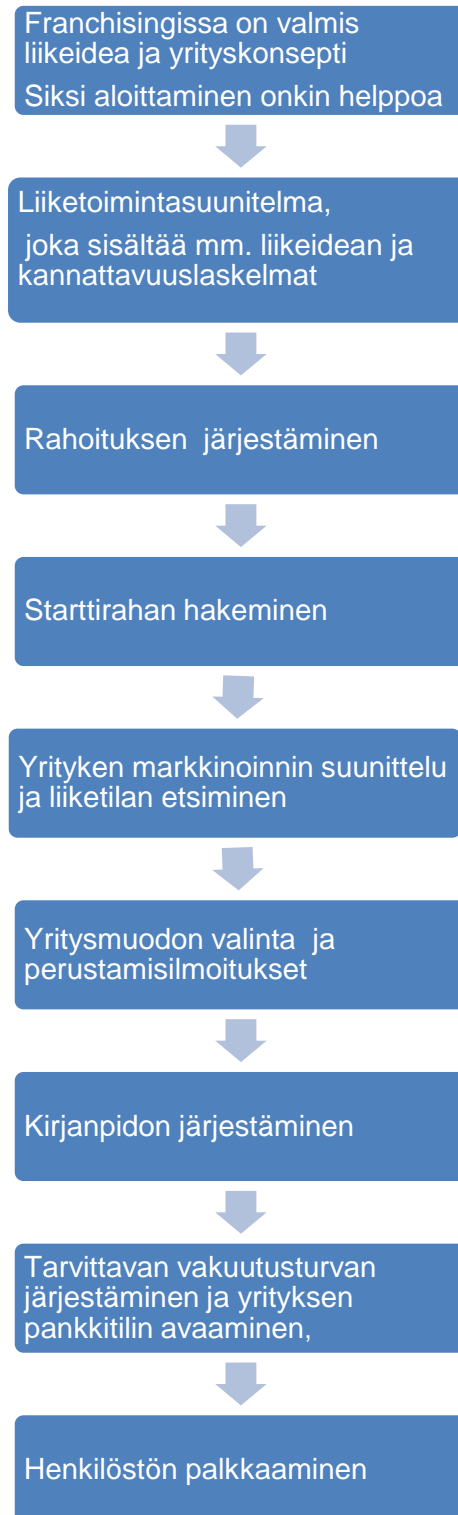 Franchisingissa on valmis
liikeidea ja yrityskonsepti
Siksi aloittaminen onkin helppoa
Liiketoimintasuunitelma,
joka sisältää mm. liikeidean ja
kannattavuuslaskelmat
Rahoituksen järjestäminen
Starttirahan hakeminen
Yrityken markkinoinnin suunittelu
ja liiketilan etsiminen
Yritysmuodon valinta ja
perustamisilmoitukset
Kirjanpidon järjestäminen
Tarvittavan vakuutusturvan
järjestäminen ja yrityksen
pankkitilin avaaminen,
Henkilöstön palkkaaminen